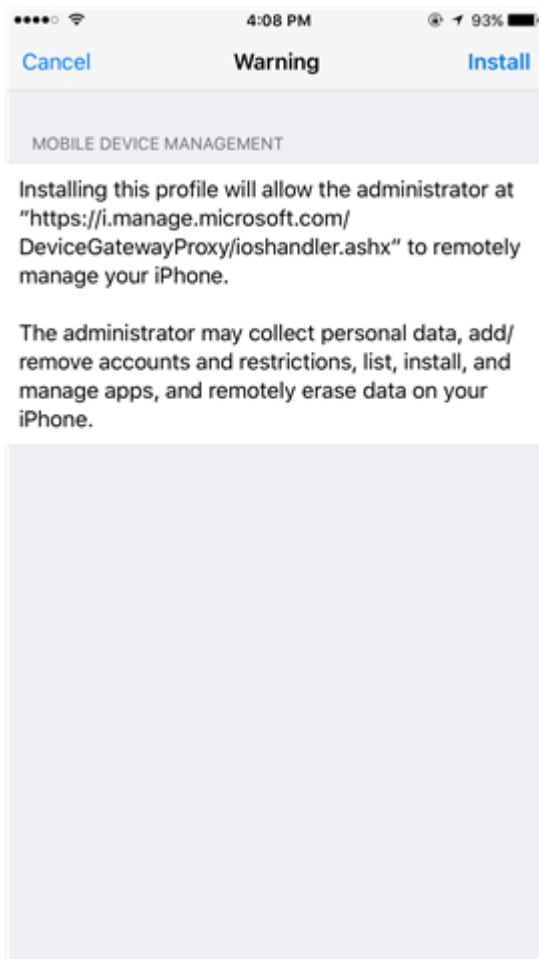 4:08 PM 93%
Cancel Warning Install
MOBILE DEVICE MANAGEMENT
Installing this profile will allow the administrator at
"https://i.manage.microsoft.com/
DeviceGatewayProxy/ioshandler.ashx" to remotely
manage your iPhone.
The administrator may collect personal data, add/
remove accounts and restrictions, list, install, and
manage apps, and remotely erase data on your
iPhone.